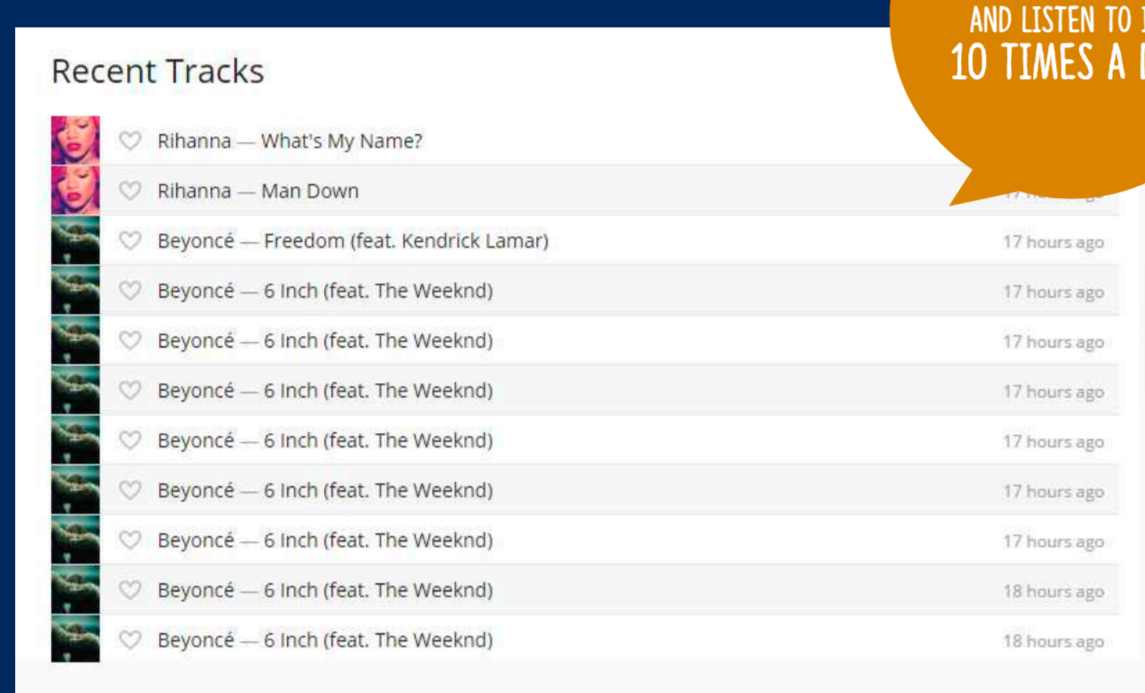 AND LISTEN TO
10 TIMES A
Recent Tracks
Rihanna — What's My Name?
Rihanna — Man Down
Beyoncé — Freedom (feat. Kendrick Lamar) 17 hours ago
Beyoncé — 6 Inch (feat. The Weeknd) 17 hours ago
Beyoncé — 6 Inch (feat. The Weeknd) 17 hours ago
Beyoncé — 6 Inch (feat. The Weeknd) 17 hours ago
Beyoncé — 6 Inch (feat. The Weeknd) 17 hours ago
Beyoncé — 6 Inch (feat. The Weeknd) 17 hours ago
Beyoncé — 6 Inch (feat. The Weeknd) 17 hours ago
Beyoncé — 6 Inch (feat. The Weeknd) 18 hours ago
Beyoncé — 6 Inch (feat. The Weeknd) 18 hours ago